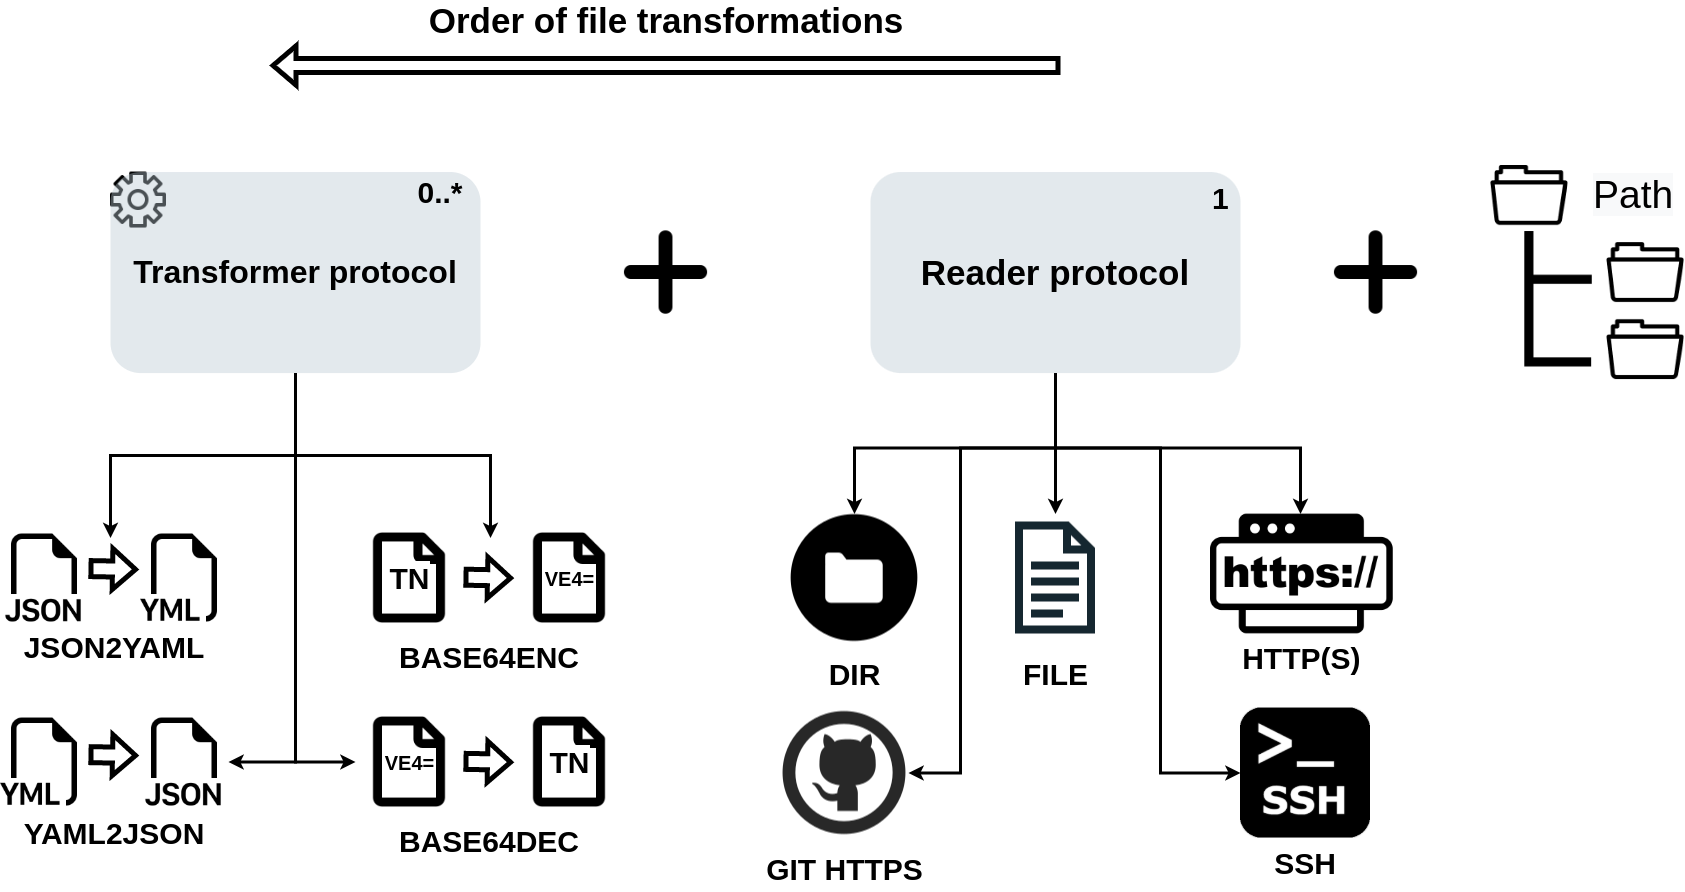 Order of file transformations
0..*
Transformer protocol
1
Reader protocol
Path
JSON
YML
JSON2YAML
TN
VE4=
BASE64ENC
YML
JSON
YAML2JSON
VE4=
TN
BASE64DEC
DIR
FILE
https://
HTTP(S)
GIT HTTPS
>_
SSH
SSH